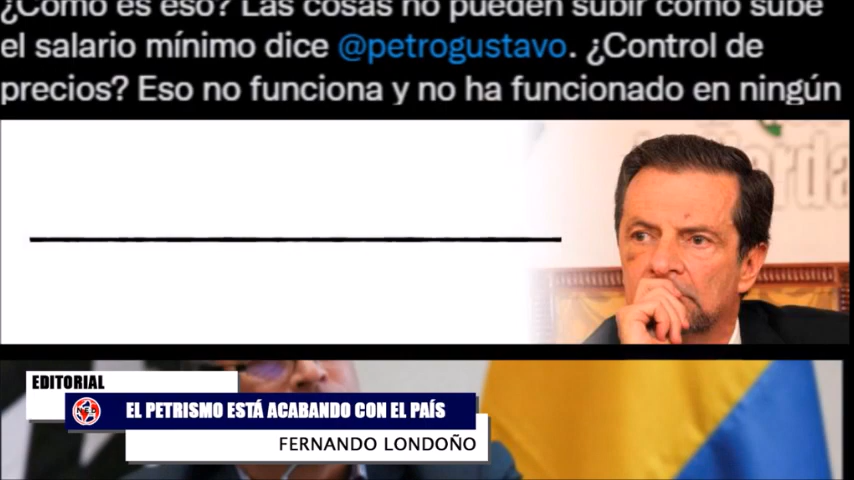 ¿Cómo es eso? Las cosas no pueden subir como sube
el salario mínimo dice @petrogustavo. ¿Control de
precios? Eso no funciona y no ha funcionado en ningún
EDITORIAL
EL PETRISMO ESTÁ ACABANDO CON EL PAÍS
FERNANDO LONDOÑO